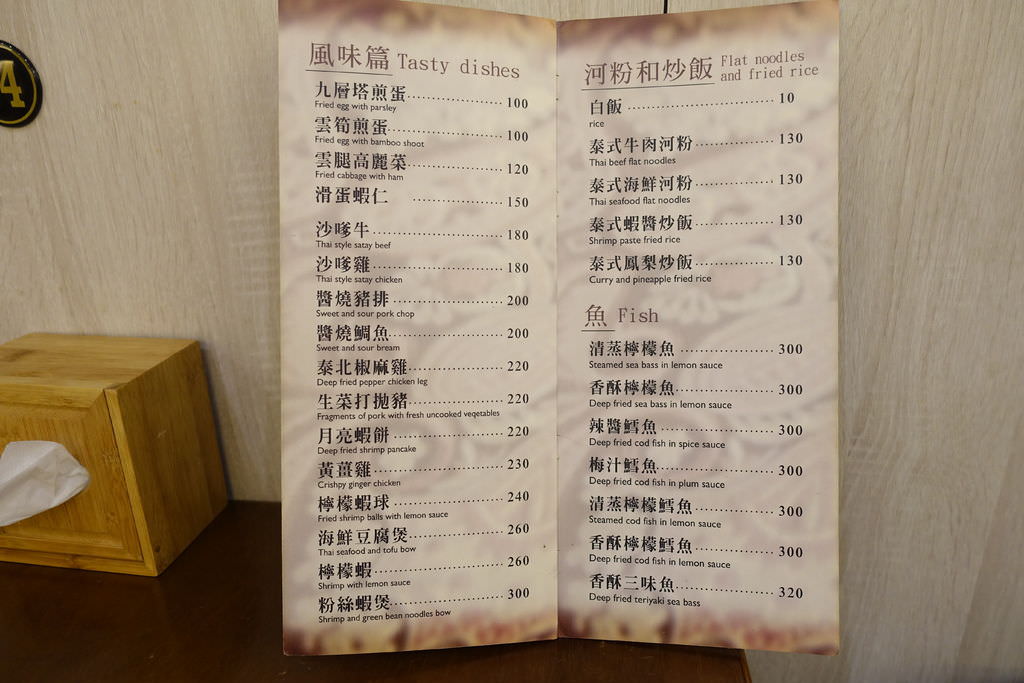 4
風味篇 Tasty dishes
九層塔煎蛋 100
Fried egg with parsley
雲筍煎蛋 100
Fried egg with bamboo shoot
雲腿高麗菜 120
Fried cabbage with ham
滑蛋蝦仁 150
沙嗲牛 180
Thai style satay beef
沙嗲雞 180
Thai style satay chicken
醬燒豬排 200
Sweet and sour pork chop
醬燒鯛魚 200
Sweet and sour bream
泰北椒麻雞 220
Deep fried pepper chicken leg
生菜打拋豬 220
Fragments of pork with fresh uncooked veqetables
月亮蝦餅 220
Deep fried shrimp pancake
黃薑雞 230
Crishpy ginger chicken
檸檬蝦球 240
Fried shrimp balls with lemon sauce
海鮮豆腐煲 260
Thai seafood and tofu bow
檸檬蝦 260
Shrimp with lemon sauce
粉絲蝦煲 300
Shrimp and green bean noodles bow
河粉和炒飯 Flat noodles and fried rice
白飯 10
rice
泰式牛肉河粉 130
Thai beef flat noodles
泰式海鮮河粉 130
Thai seafood flat noodles
泰式蝦醬炒飯 130
Shrimp paste fried rice
泰式鳳梨炒飯 130
Curry and pineapple fried rice
魚 Fish
清蒸檸檬魚 300
Steamed sea bass in lemon sauce
香酥檸檬魚 300
Deep fried sea bass in lemon sauce
辣醬鱈魚 300
Deep fried cod fish in spice sauce
梅汁鱈魚 300
Deep fried cod fish in plum sauce
清蒸檸檬鱈魚 300
Steamed cod fish in lemon sauce
香酥檸檬鱈魚 300
Deep fried cod fish in lemon sauce
香酥三味魚 320
Deep fried teriyaki sea bass